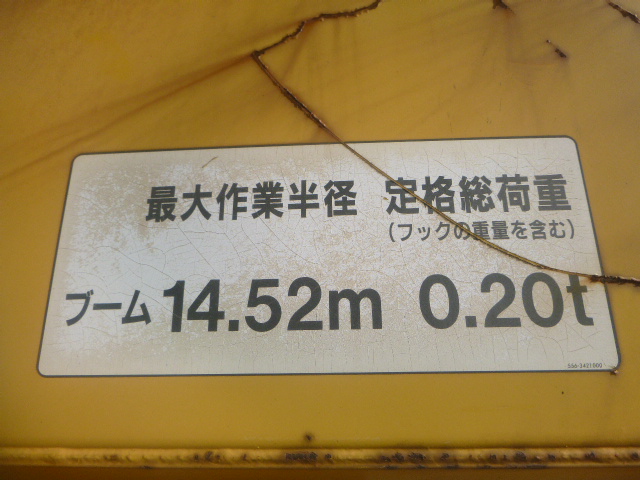 最大作業半径 定格総荷重
(フックの重量を含む)
ブーム 14.52m 0.20t